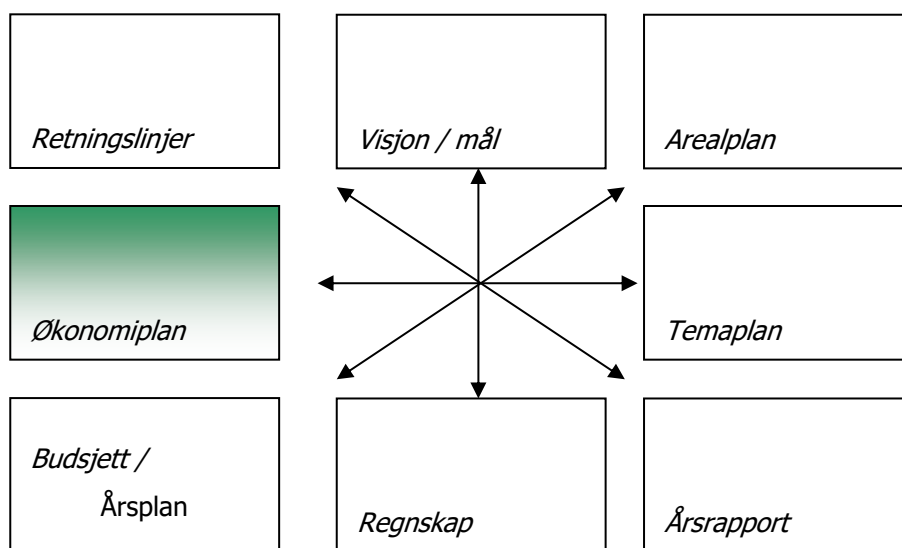 Retningslinjer
Visjon / mål
Arealplan
Økonomiplan
Temaplan
Budsjett /
Årsplan
Regnskap
Årsrapport